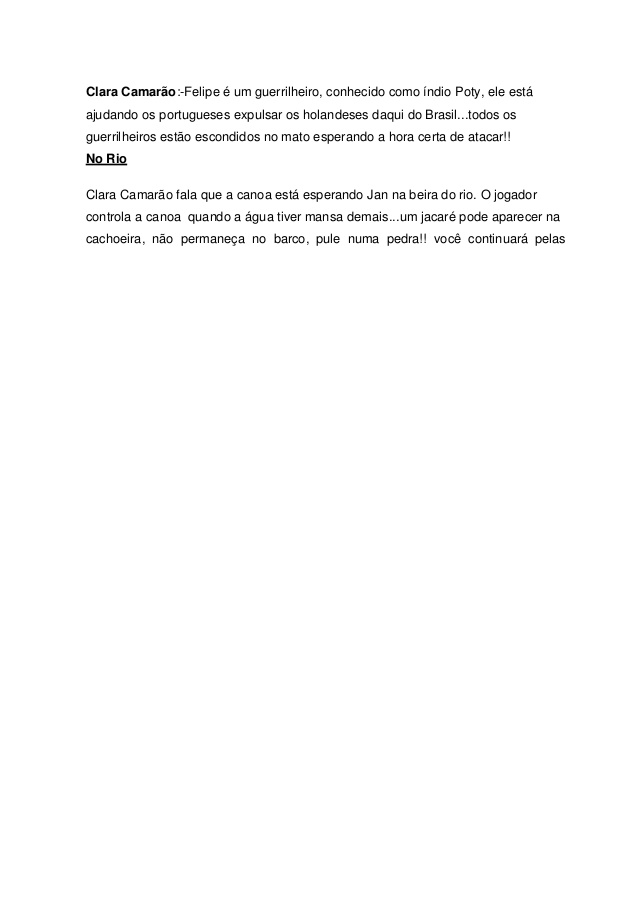 Clara Camarão:-Felipe é um guerrilheiro, conhecido como índio Poty, ele está
ajudando os portugueses expulsar os holandeses daqui do Brasil...todos os
guerrilheiros estão escondidos no mato esperando a hora certa de atacar!!
No Rio
Clara Camarão fala que a canoa está esperando Jan na beira do rio. O jogador
controla a canoa quando a água tiver mansa demais...um jacaré pode aparecer na
cachoeira, não permaneça no barco, pule numa pedra!! você continuará pelas